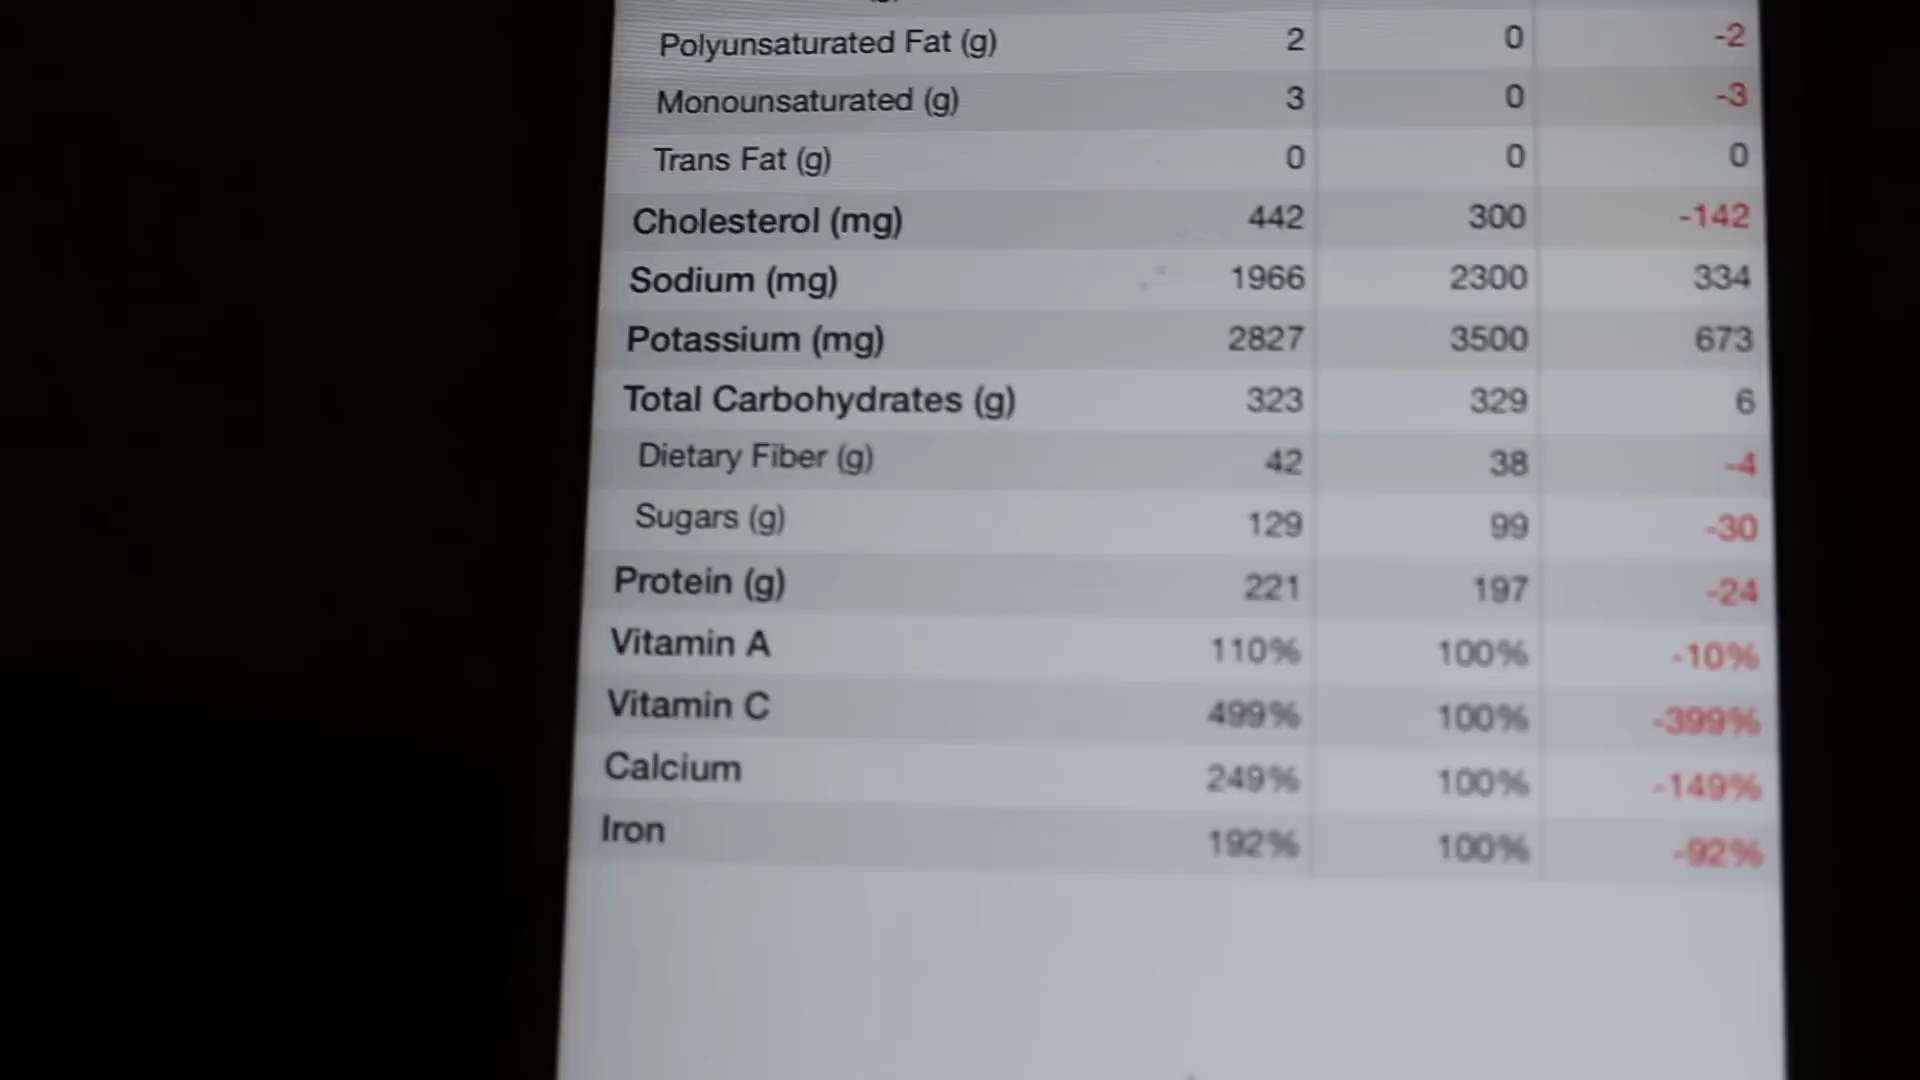 Polyunsaturated Fat (g) 2 0 -2
Monounsaturated (g) 3 0 -3
Trans Fat (g) 0 0 0
Cholesterol (mg) 442 300 -142
Sodium (mg) 1966 2300 334
Potassium (mg) 2827 3500 673
Total Carbohydrates (g) 323 329 6
Dietary Fiber (g) 42 38 -4
Sugars (g) 129 99 -30
Protein (g) 221 197 -24
Vitamin A 110% 100% -10%
Vitamin C 499% 100% -399%
Calcium 249% 100% -149%
Iron 192% 100% -92%